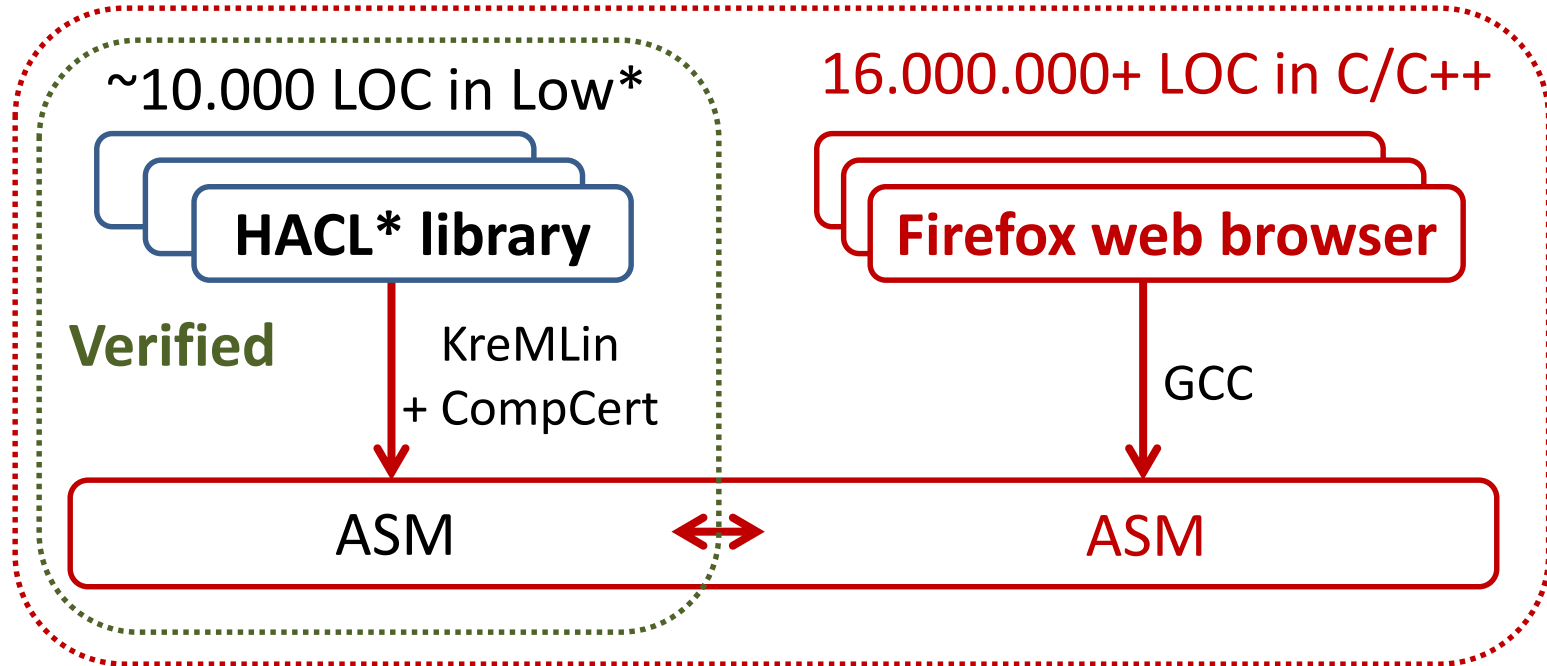 ~10.000 LOC in Low*
16.000.000+ LOC in C/C++
HACL* library
Firefox web browser
Verified
KreMLin
+ CompCert
GCC
ASM
ASM